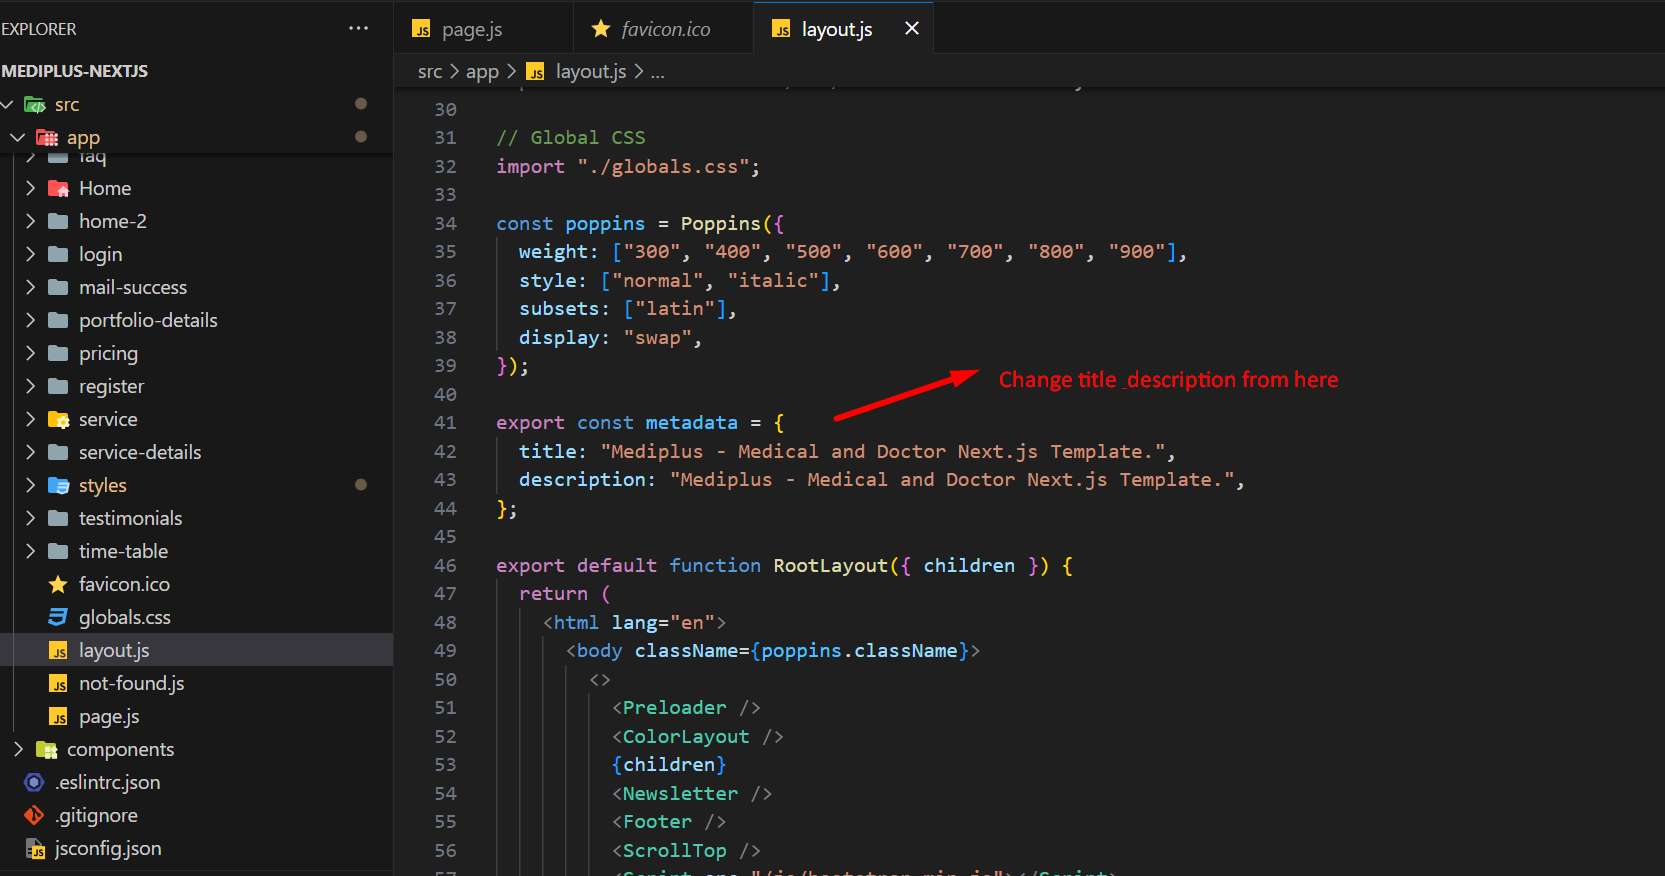 EXPLORER
MEDIPLUS-NEXTJS
src
app
faq
Home
home-2
login
mail-success
portfolio-details
pricing
register
service
service-details
styles
testimonials
time-table
favicon.ico
globals.css
layout.js
not-found.js
page.js
components
.eslintrc.json
.gitignore
jsconfig.json
page.js favicon.ico layout.js
src > app > layout.js > ...
30
31 // Global CSS
32 import "./globals.css";
33
34 const poppins = Poppins({
35 weight: ["300", "400", "500", "600", "700", "800", "900"],
36 style: ["normal", "italic"],
37 subsets: ["latin"],
38 display: "swap",
39 });
Change title _description from here
40
41 export const metadata = {
42 title: "Mediplus - Medical and Doctor Next.js Template.",
43 description: "Mediplus - Medical and Doctor Next.js Template.",
44 };
45
46 export default function RootLayout({ children }) {
47 return (
48 <html lang="en">
49 <body className={poppins.className}>
50 <>
51 <Preloader />
52 <ColorLayout />
53 {children}
54 <Newsletter />
55 <Footer />
56 <ScrollTop />